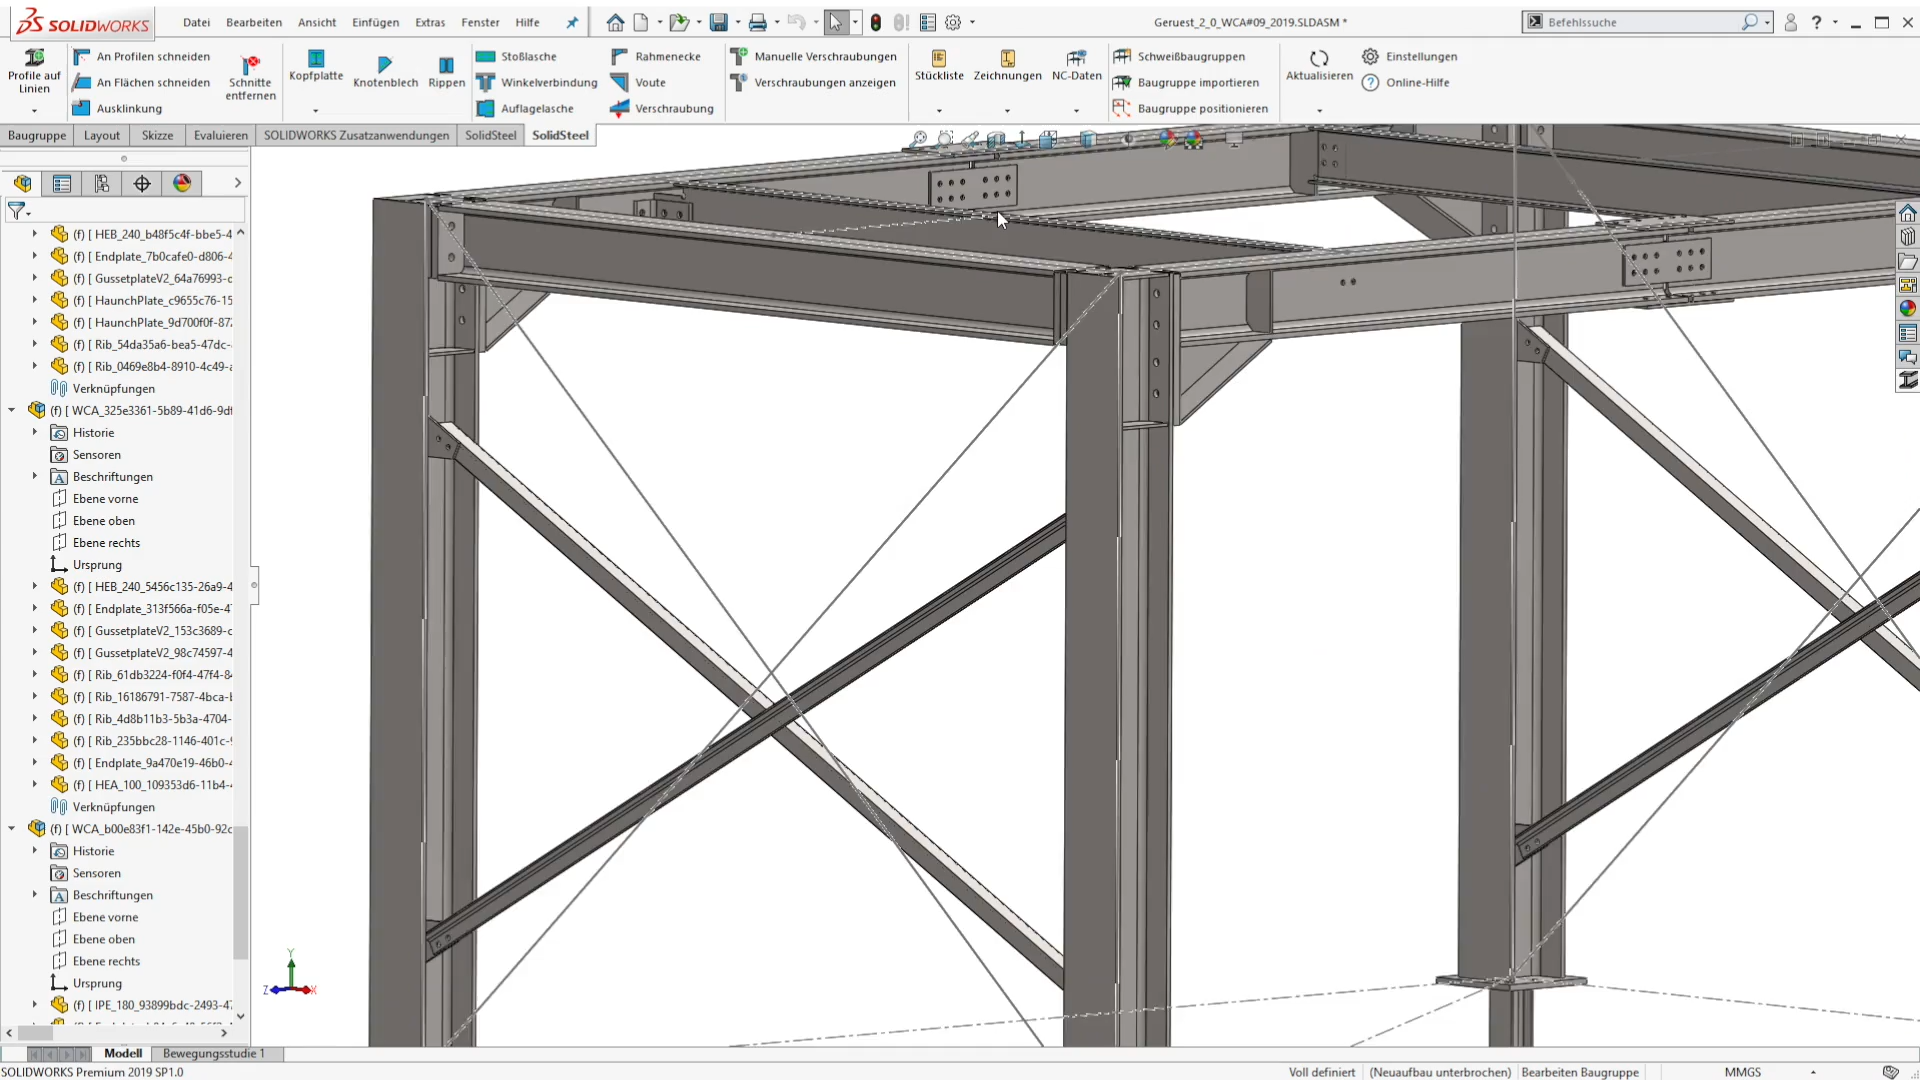 SOLIDWORKS
Datei
Bearbeiten
Ansicht
Einfügen
Extras
Fenster
Hilfe
Geruest_2_0_WCA#09_2019.SLDASM *
Befehlssuche
Profile auf
Linien
An Profilen schneiden
An Flächen schneiden
Ausklinkung
Schnitte
entfernen
Kopfplatte
Knotenblech
Rippen
Stoßlasche
Winkelverbindung
Auflagelasche
Rahmenecke
Voute
Verschraubung
Manuelle Verschraubungen
Verschraubungen anzeigen
Stückliste
Zeichnungen
NC-Daten
Schweißbaugruppen
Baugruppe importieren
Baugruppe positionieren
Aktualisieren
Einstellungen
Online-Hilfe
Baugruppe
Layout
Skizze
Evaluieren
SOLIDWORKS Zusatzanwendungen
SolidSteel
SolidSteel
(f) [ HEB_240_b48f5c4f-bbe5-4
(f) [ Endplate_7b0cafe0-d806-4
(f) [ GussetplateV2_64a76993-c
(f) [ HaunchPlate_c9655c76-15
(f) [ HaunchPlate_9d700f0f-87
(f) [ Rib_54da35a6-bea5-47dc-
(f) [ Rib_0469e8b4-8910-4c49-a
Verknüpfungen
(f) [ WCA_325e3361-5b89-41d6-9df
Historie
Sensoren
Beschriftungen
Ebene vorne
Ebene oben
Ebene rechts
Ursprung
(f) [ HEB_240_5456c135-26a9-4
(f) [ Endplate_313f566a-f05e-4
(f) [ GussetplateV2_153c3689-c
(f) [ GussetplateV2_98c74597-4
(f) [ Rib_61db3224-f0f4-47f4-84
(f) [ Rib_16186791-7587-4bca-b
(f) [ Rib_4d8b11b3-5b3a-4704-
(f) [ Rib_235bbc28-1146-401c-9
(f) [ Endplate_9a470e19-46b0-4
(f) [ HEA_100_109353d6-11b4-4
Verknüpfungen
(f) [ WCA_b00e83f1-142e-45b0-92c
Historie
Sensoren
Beschriftungen
Ebene vorne
Ebene oben
Ebene rechts
Ursprung
(f) [ IPE_180_93899bdc-2493-47
Y
Z
X
Modell
Bewegungsstudie 1
SOLIDWORKS Premium 2019 SP1.0
Voll definiert
(Neuaufbau unterbrochen)
Bearbeiten Baugruppe
MMGS